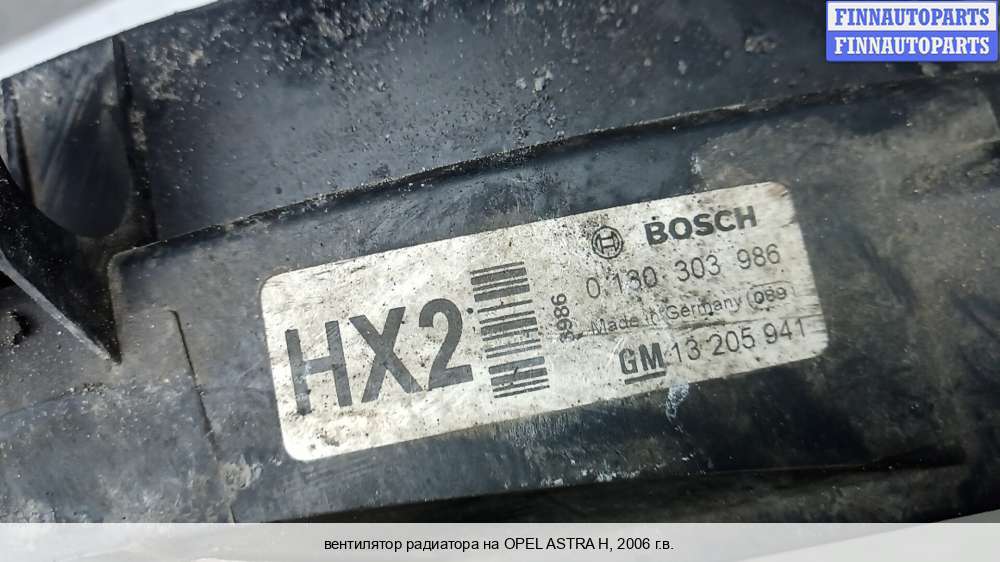 FINNAUTOPARTS
FINNAUTOPARTS
HX2
3986
BOSCH
0 130 303 986
Made in Germany 069
GM 13 205 941
вентилятор радиатора на OPEL ASTRA H, 2006 г.в.